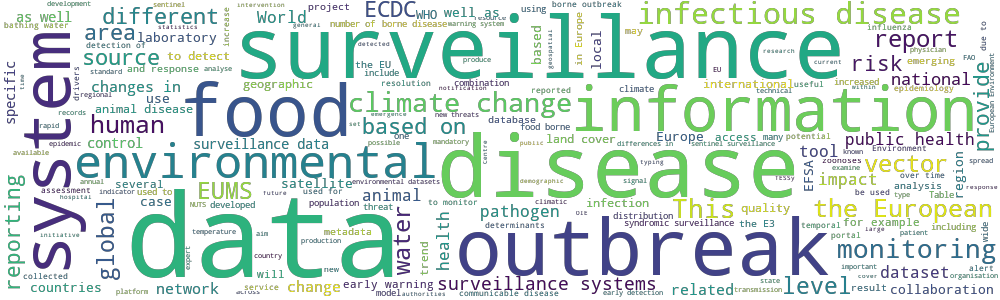 development
sentinel
intervention
project
ECDC
number of borne disease
using
borne outbreak
as well
different
World
WHO
well as
infectious disease
bathing water
statistics
general
resource
warning system
may
influenza
due to
area
laboratory
increase
surveillance
based
in Europe
local
report
physician
detection of
detected
geospatial
source
to detect
the EU
produce
research
risk
emerging
standard
and response
analyse
include
resolution
combination
EU
current
FAO
specific
time
system
drivers
changes in
geographic
notification
reported
climate
international
useful
national
regional
use
food
climate change
information
increased
within
technical
epidemiology
provide
European Environment
animal disease
emergence
new threats
database
records
human
set
based on
one
food borne
Europe
access
many
potential
public health
rapid
epidemic
control
possible
mandatory
land cover
differences in
sentinel surveillance
tool
known
Environment
spread
available
surveillance data
public
typing
zoonoses
examine
environmental
disease
EFSA
vector
assessment
annual
several
satellite
environmental datasets
centre
signal
TESSy
impact
over time
region
response
hospital
indicator
used to
EUMS
future
used for
animal
to monitor
demographic
infection
be used
analysis
type
Table
reporting
case
NUTS
developed
population
threat
climatic
OIE
This
quality
the European
global
data
water
health
pathogen
distribution
temporal
for example
including
initiative
temperature
aim
metadata
determinants
syndromic surveillance
the E3
portal
large
patient
wide
expert
production
trend
outbreak
state
monitoring
country
collected
will
new
early warning
surveillance systems
important
cover
dataset
alert
countries
network
service
change
model
authorities
communicable disease
early detection
related
transmission
level
result
organisation
platform
across
collaboration